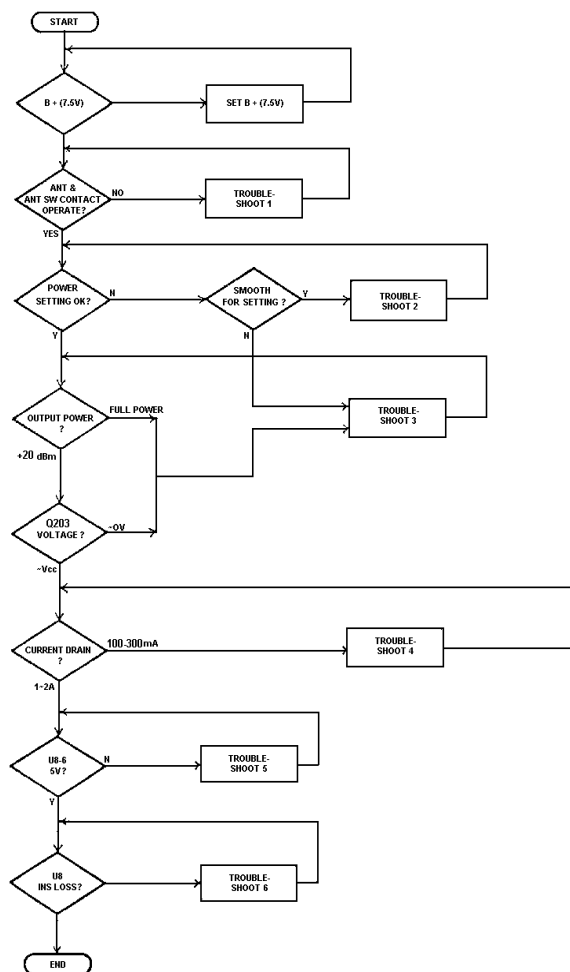 START
B + (7.5V)
SET B + (7.5V)
ANT &
ANT SW CONTACT
OPERATE?
NO
TROUBLE-
SHOOT 1
YES
POWER
SETTING OK?
N
SMOOTH
FOR SETTING ?
Y
TROUBLE-
SHOOT 2
Y
N
OUTPUT POWER
?
FULL POWER
TROUBLE-
SHOOT 3
+20 dBm
Q203
VOLTAGE ?
~OV
~Vcc
CURRENT DRAIN
?
100-300mA
TROUBLE-
SHOOT 4
1~2A
U8-6
5V?
N
TROUBLE-
SHOOT 5
Y
U8
INS LOSS?
TROUBLE-
SHOOT 6
END